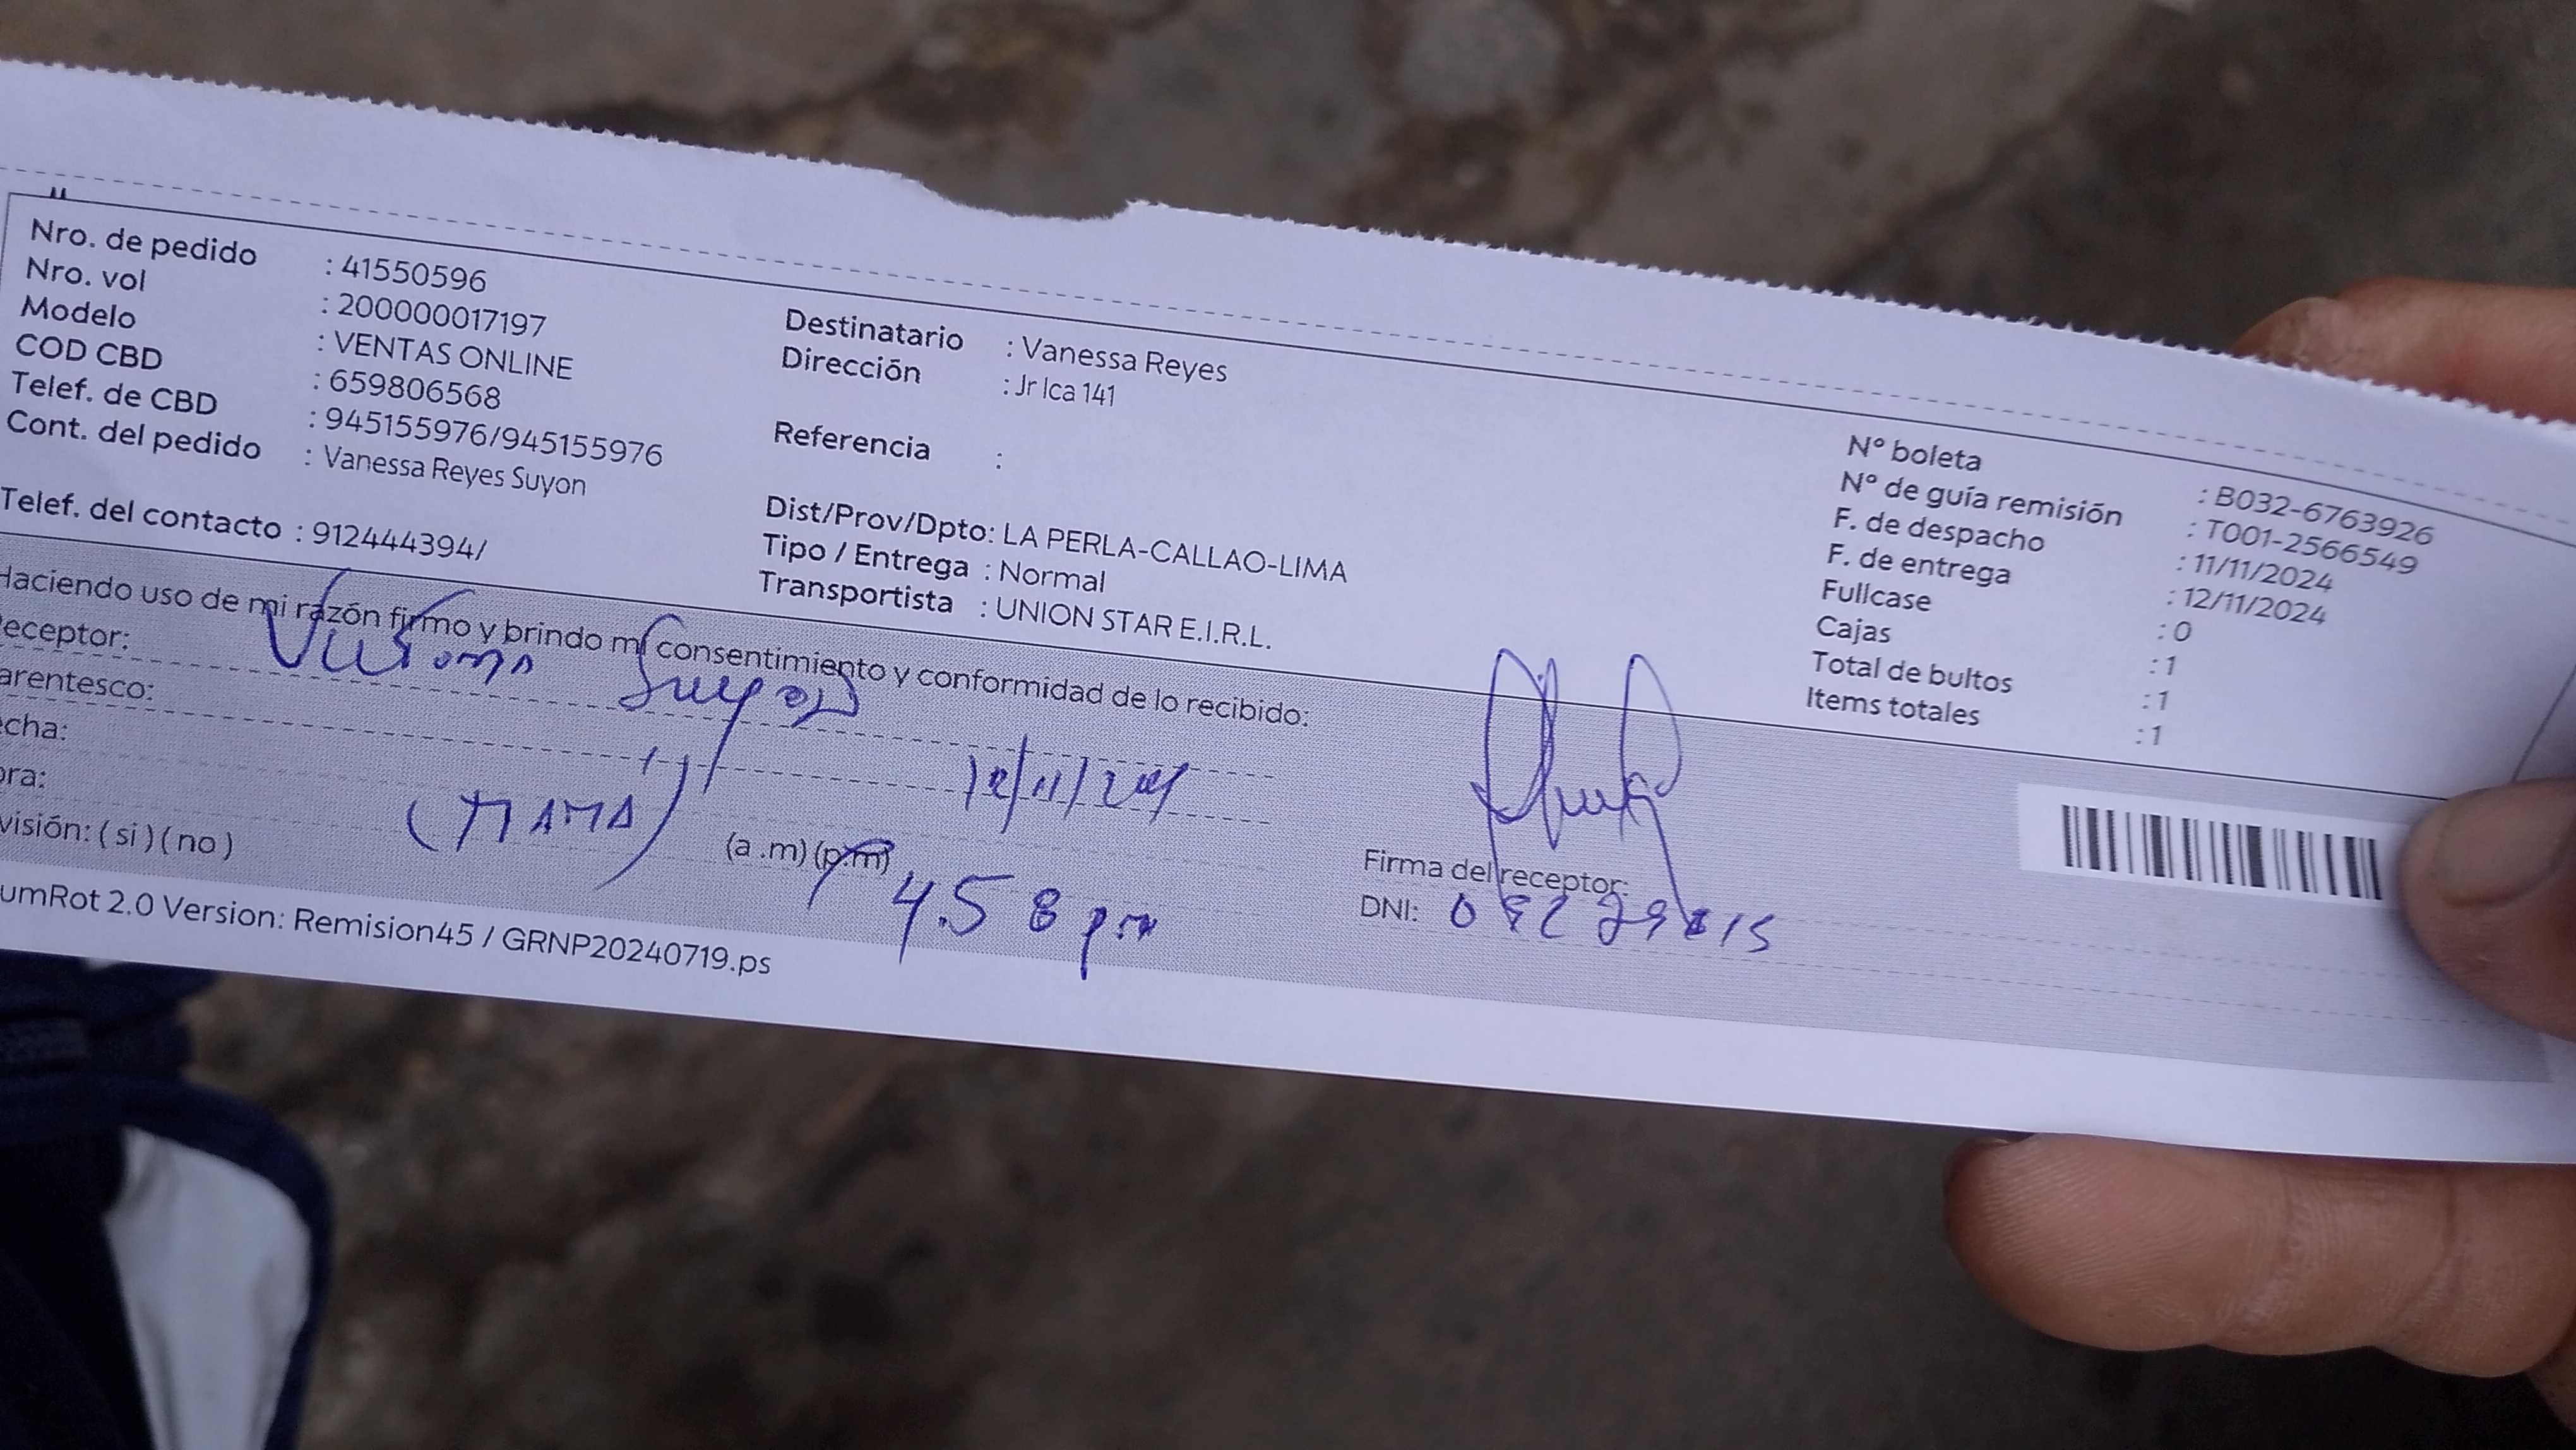 Nro. de pedido : 41550596
Nro. vol : 200000017197
Modelo : VENTAS ONLINE
COD CBD : 659806568
Telef. de CBD : 945155976/945155976
Cont. del pedido : Vanessa Reyes Suyon
Telef. del contacto : 912444394/
Destinatario : Vanessa Reyes
Dirección : Jr Ica 141
Referencia :
Dist/Prov/Dpto: LA PERLA-CALLAO-LIMA
Tipo / Entrega : Normal
Transportista : UNION STAR E.I.R.L.
N° boleta : B032-6763926
N° de guía remisión : T001-2566549
F. de despacho : 11/11/2024
F. de entrega : 12/11/2024
Fullcase : 0
Cajas : 1
Total de bultos : 1
Items totales : 1
Haciendo uso de mi razón firmo y brindo mi consentimiento y conformidad de lo recibido:
eceptor: Suyon
arentesco: (MAMA)
echa: 12/11/
ora: (a .m) (p.m) 4.58 pm
visión: ( si ) ( no )
Firma del receptor:
DNI:
umRot 2.0 Version: Remision45 / GRNP20240719.ps